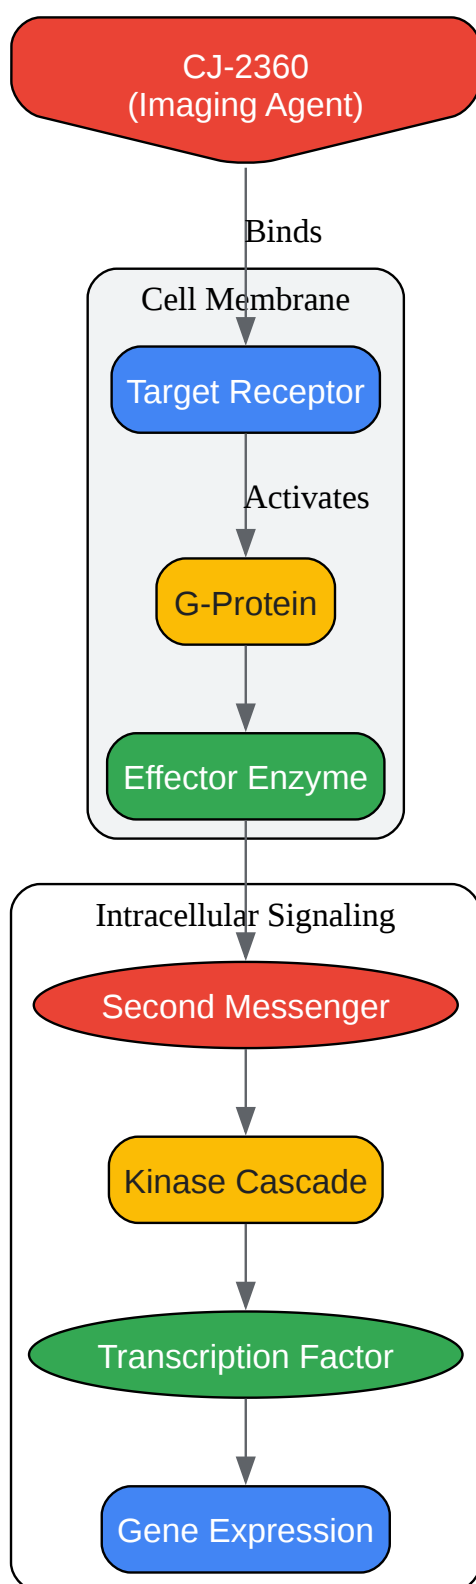 CJ-2360
(Imaging Agent)
Binds
Cell Membrane
Target Receptor
Activates
G-Protein
Effector Enzyme
Intracellular Signaling
Second Messenger
Kinase Cascade
Transcription Factor
Gene Expression